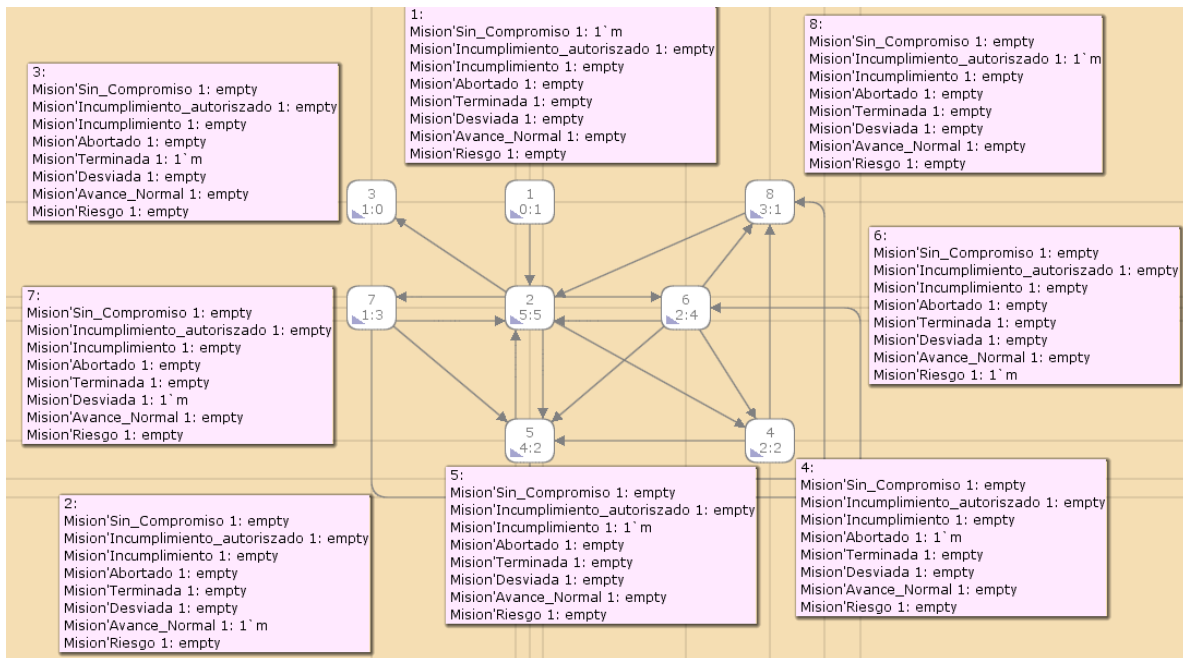 1:
Mision'Sin_Compromiso 1: 1`m
Mision'Incumplimiento_autoriszado 1: empty
Mision'Incumplimiento 1: empty
Mision'Abortado 1: empty
Mision'Terminada 1: empty
Mision'Desviada 1: empty
Mision'Avance_Normal 1: empty
Mision'Riesgo 1: empty
8:
Mision'Sin_Compromiso 1: empty
Mision'Incumplimiento_autoriszado 1: 1`m
Mision'Incumplimiento 1: empty
Mision'Abortado 1: empty
Mision'Terminada 1: empty
Mision'Desviada 1: empty
Mision'Avance_Normal 1: empty
Mision'Riesgo 1: empty
3:
Mision'Sin_Compromiso 1: empty
Mision'Incumplimiento_autoriszado 1: empty
Mision'Incumplimiento 1: empty
Mision'Abortado 1: empty
Mision'Terminada 1: 1`m
Mision'Desviada 1: empty
Mision'Avance_Normal 1: empty
Mision'Riesgo 1: empty
3
1:0
1
0:1
8
3:1
6:
Mision'Sin_Compromiso 1: empty
Mision'Incumplimiento_autoriszado 1: empty
Mision'Incumplimiento 1: empty
Mision'Abortado 1: empty
Mision'Terminada 1: empty
Mision'Desviada 1: empty
Mision'Avance_Normal 1: empty
Mision'Riesgo 1: 1`m
7:
Mision'Sin_Compromiso 1: empty
Mision'Incumplimiento_autoriszado 1: empty
Mision'Incumplimiento 1: empty
Mision'Abortado 1: empty
Mision'Terminada 1: empty
Mision'Desviada 1: 1`m
Mision'Avance_Normal 1: empty
Mision'Riesgo 1: empty
7
1:3
2
5:5
6
2:4
5
4:2
4
2:2
2:
Mision'Sin_Compromiso 1: empty
Mision'Incumplimiento_autoriszado 1: empty
Mision'Incumplimiento 1: empty
Mision'Abortado 1: empty
Mision'Terminada 1: empty
Mision'Desviada 1: empty
Mision'Avance_Normal 1: 1`m
Mision'Riesgo 1: empty
5:
Mision'Sin_Compromiso 1: empty
Mision'Incumplimiento_autoriszado 1: empty
Mision'Incumplimiento 1: 1`m
Mision'Abortado 1: empty
Mision'Terminada 1: empty
Mision'Desviada 1: empty
Mision'Avance_Normal 1: empty
Mision'Riesgo 1: empty
4:
Mision'Sin_Compromiso 1: empty
Mision'Incumplimiento_autoriszado 1: empty
Mision'Incumplimiento 1: empty
Mision'Abortado 1: 1`m
Mision'Terminada 1: empty
Mision'Desviada 1: empty
Mision'Avance_Normal 1: empty
Mision'Riesgo 1: empty